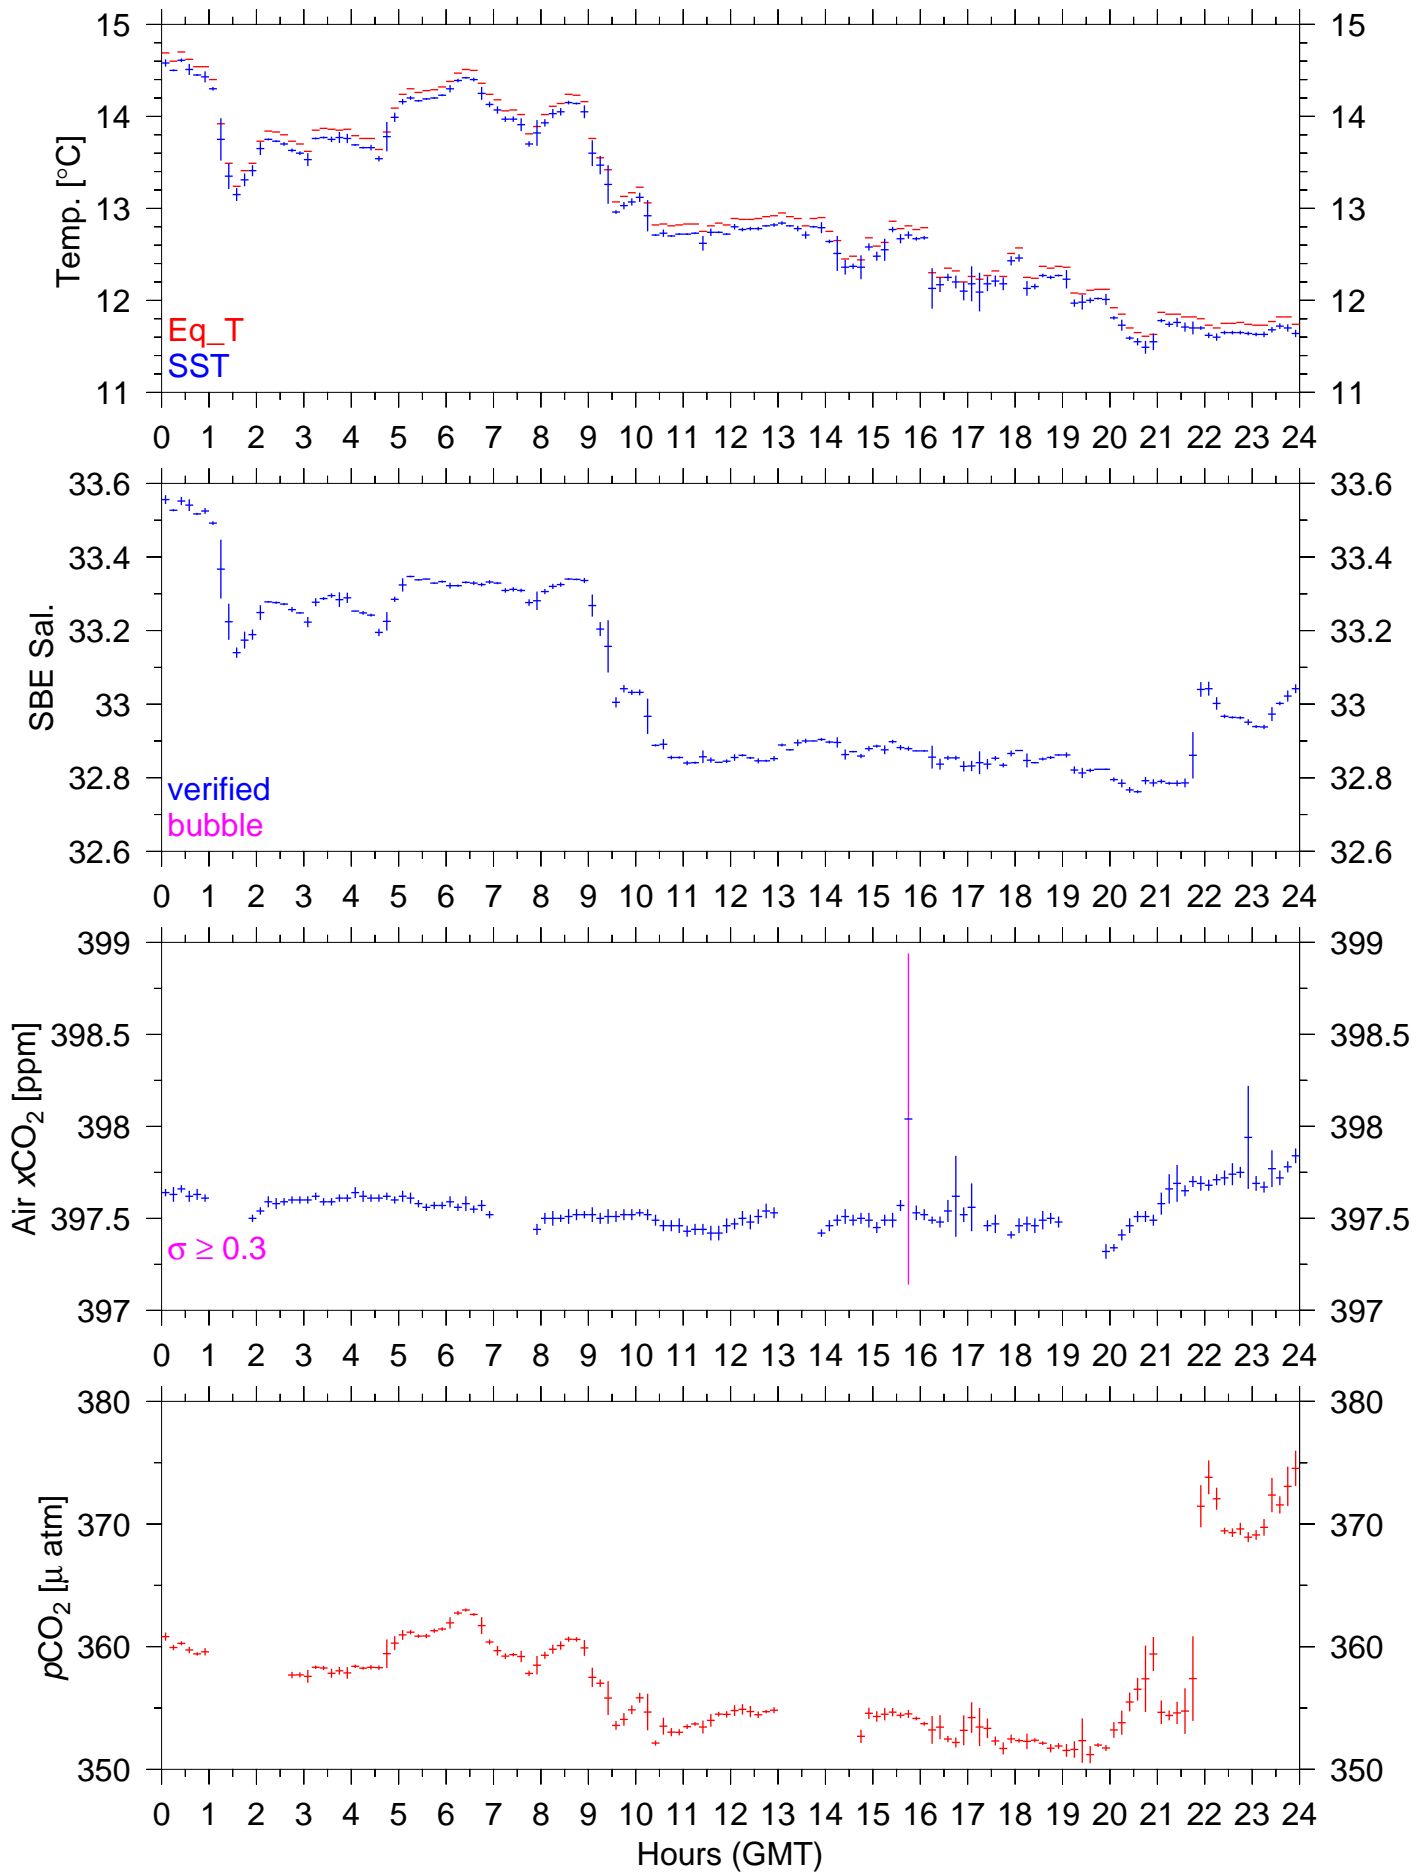 15 15
14 14
13 13
12 12
11 11
Temp. [°C]
Eq_T
SST
0 1 2 3 4 5 6 7 8 9 10 11 12 13 14 15 16 17 18 19 20 21 22 23 24
33.6 33.6
33.4 33.4
33.2 33.2
33 33
32.8 32.8
32.6 32.6
SBE Sal.
verified
bubble
0 1 2 3 4 5 6 7 8 9 10 11 12 13 14 15 16 17 18 19 20 21 22 23 24
399 399
398.5 398.5
398 398
397.5 397.5
397 397
Air xCO₂ [ppm]
σ ≥ 0.3
0 1 2 3 4 5 6 7 8 9 10 11 12 13 14 15 16 17 18 19 20 21 22 23 24
380 380
370 370
360 360
350 350
pCO₂ [μ atm]
0 1 2 3 4 5 6 7 8 9 10 11 12 13 14 15 16 17 18 19 20 21 22 23 24
Hours (GMT)